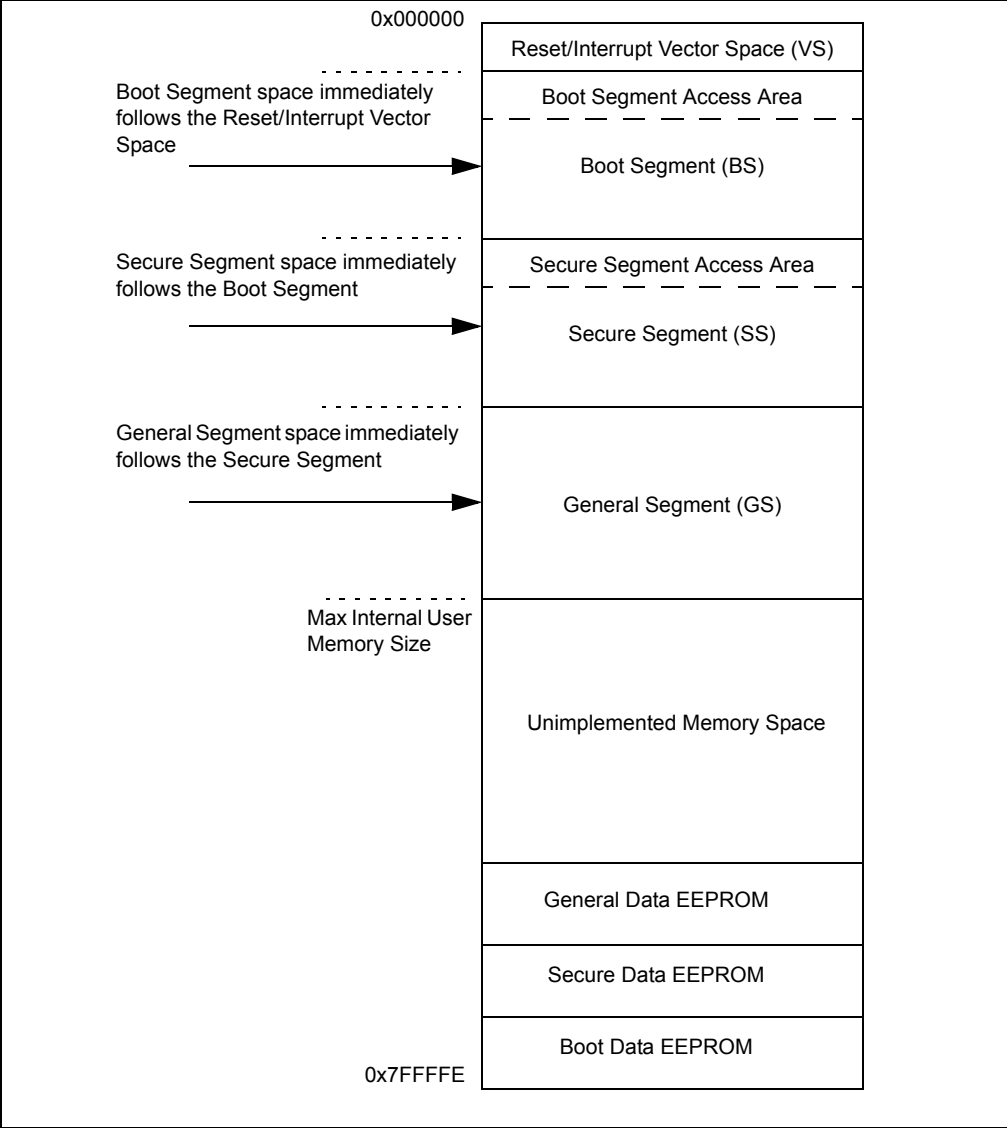 0x000000
Reset/Interrupt Vector Space (VS)
Boot Segment space immediately
follows the Reset/Interrupt Vector
Space
Boot Segment Access Area
Boot Segment (BS)
Secure Segment space immediately
follows the Boot Segment
Secure Segment Access Area
Secure Segment (SS)
General Segment space immediately
follows the Secure Segment
General Segment (GS)
Max Internal User
Memory Size
Unimplemented Memory Space
General Data EEPROM
Secure Data EEPROM
Boot Data EEPROM
0x7FFFFE